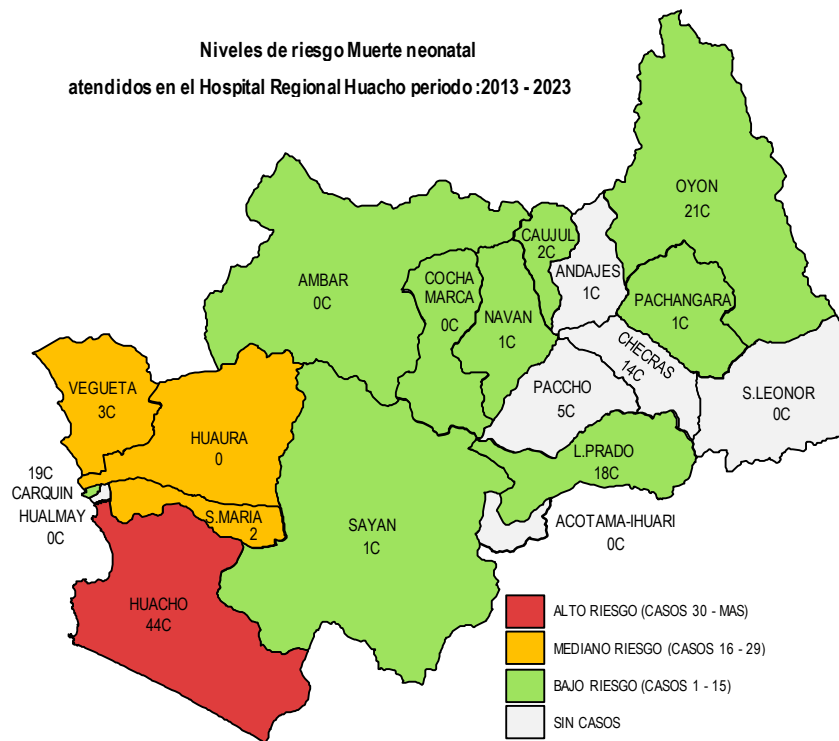 Niveles de riesgo Muerte neonatal
atendidos en el Hospital Regional Huacho periodo :2013 - 2023
OYON
21C
CAUJUL
2C
ANDAJES
1C
AMBAR
0C
COCHA
MARCA
0C
NAVAN
1C
PACHANGARA
1C
CHECRAS
14C
VEGUETA
3C
PACCHO
5C
S.LEONOR
0C
HUAURA
0
L.PRADO
18C
19C
CARQUIN
HUALMAY
0C
S.MARIA
2
SAYAN
1C
ACOTAMA-IHUARI
0C
HUACHO
44C
ALTO RIESGO (CASOS 30 - MAS)
MEDIANO RIESGO (CASOS 16 - 29)
BAJO RIESGO (CASOS 1 - 15)
SIN CASOS